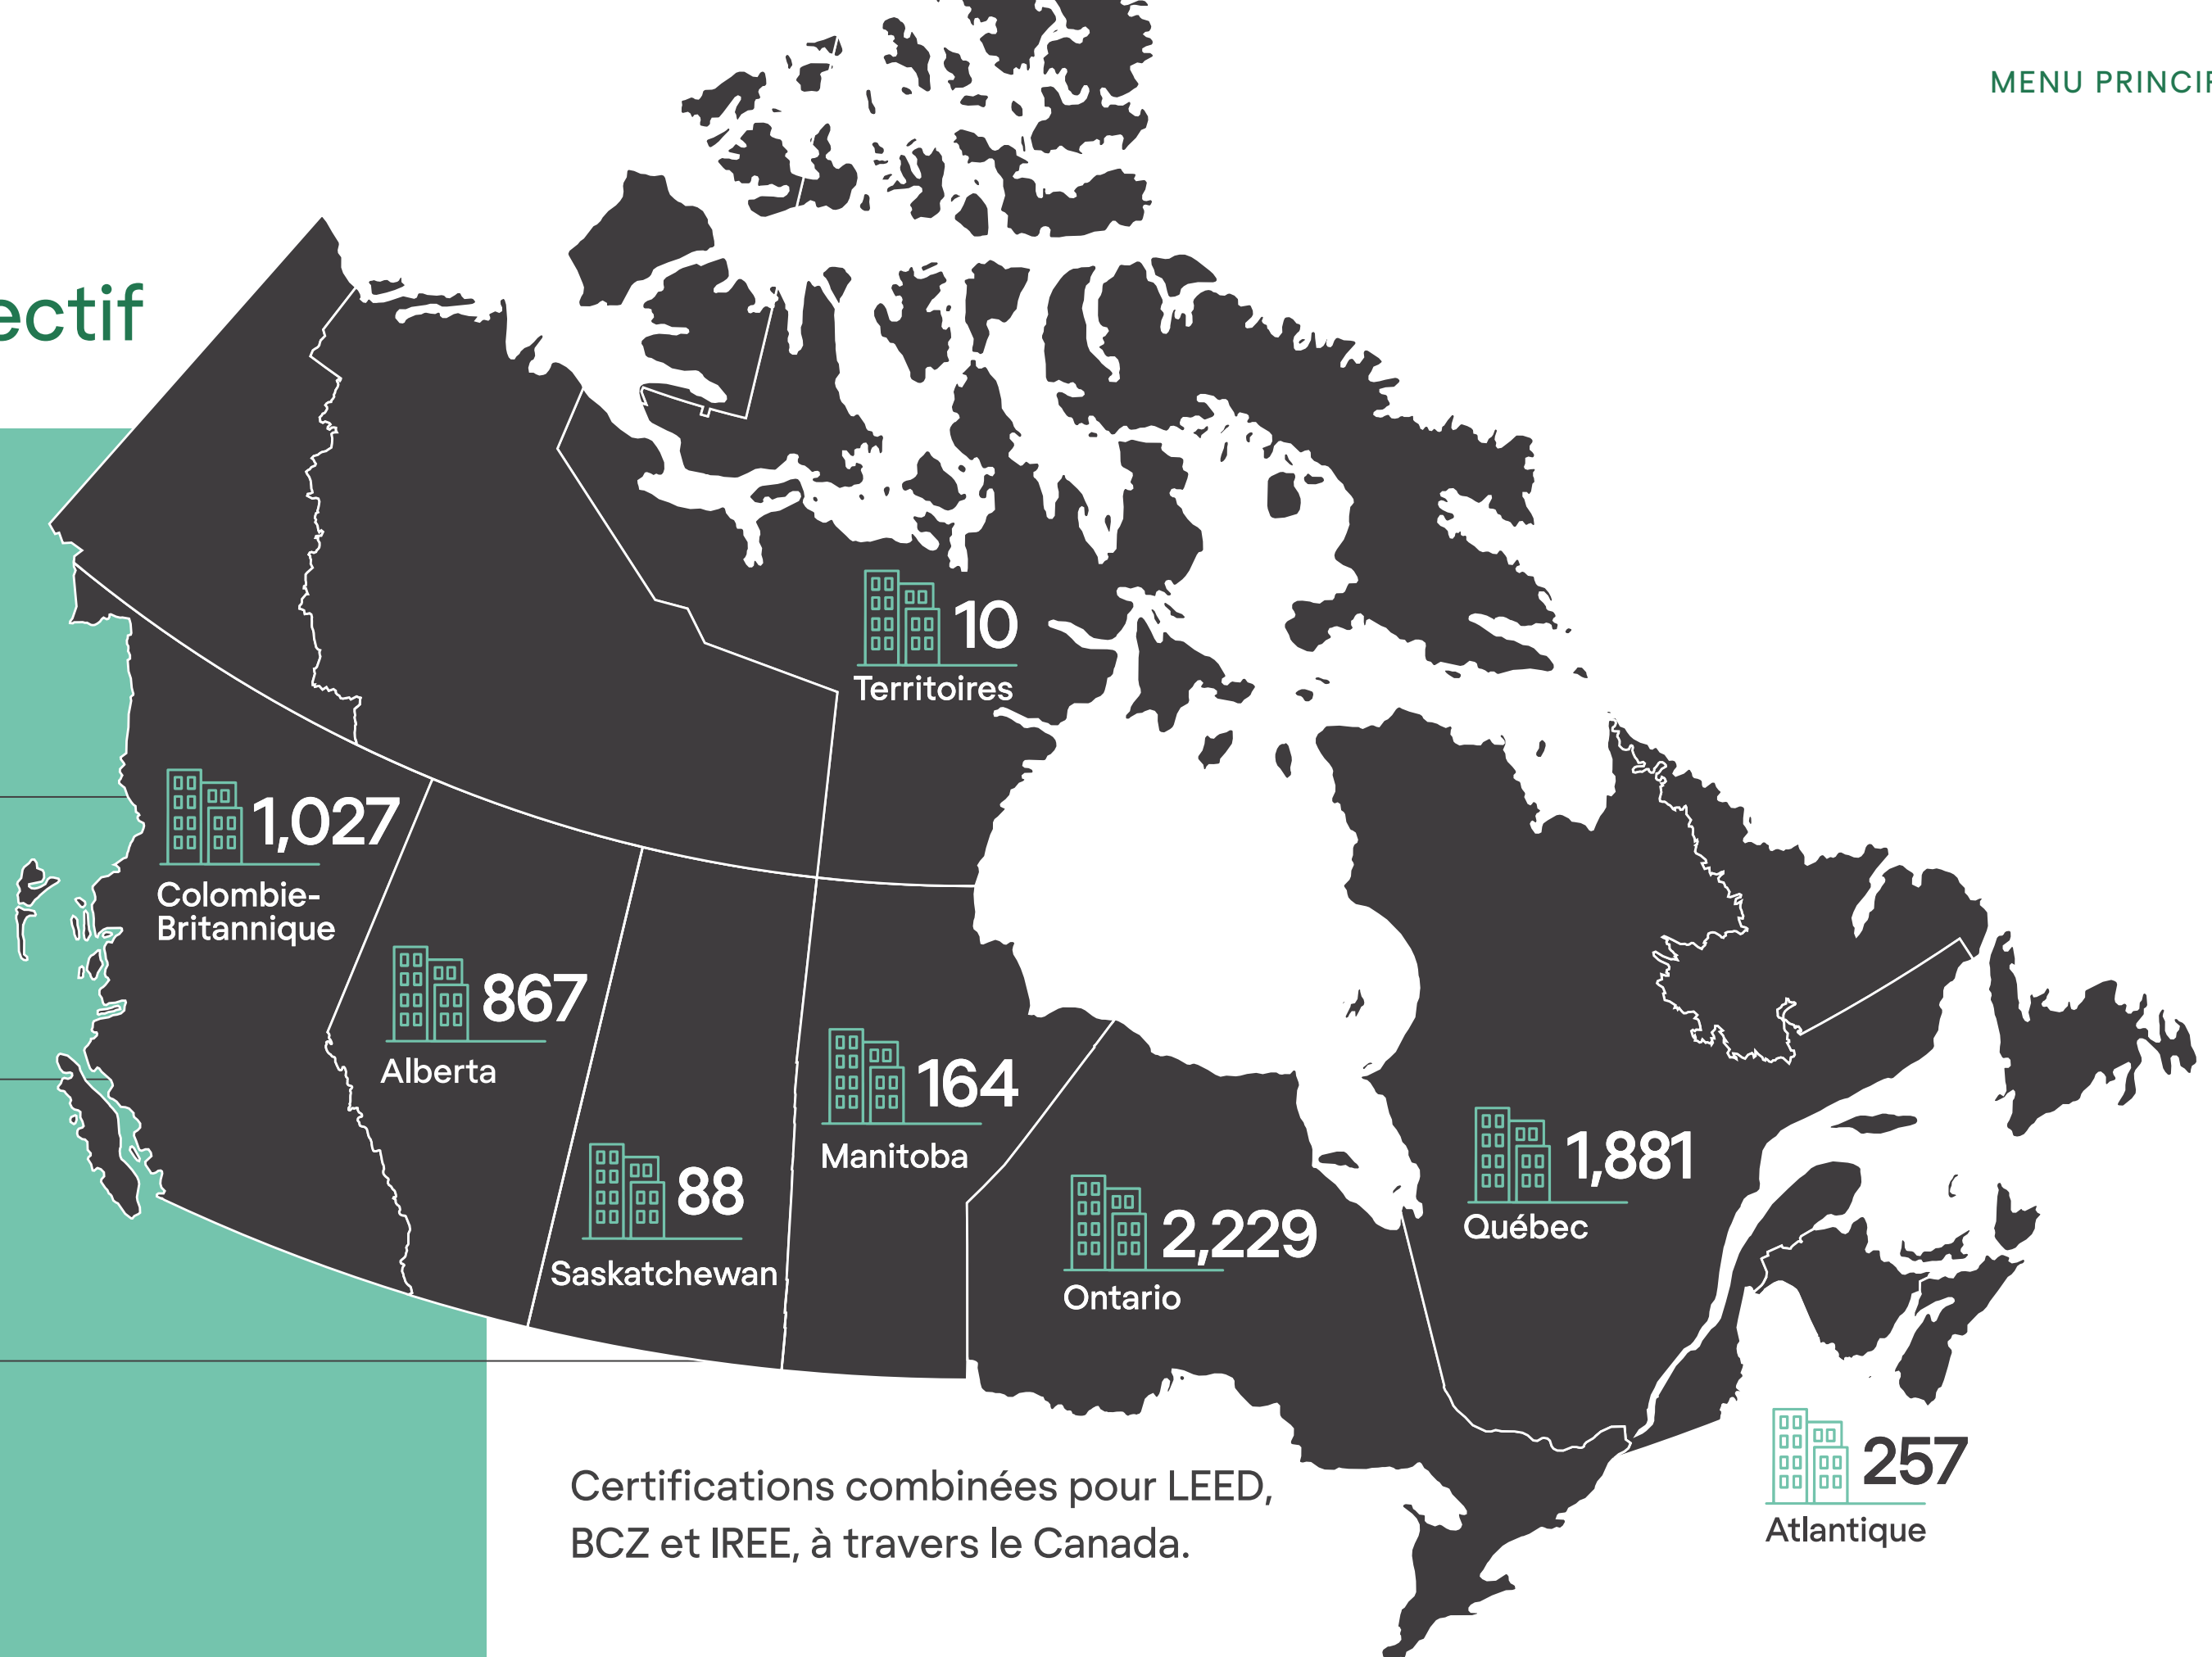 MENU PRINCIP
ectif
10
Territoires
1,027
Colombie-
Britannique
867
Alberta
164
Manitoba
88
Saskatchewan
2,229
Ontario
1,881
Québec
257
Atlantique
Certifications combinées pour LEED,
BCZ et IREE, à travers le Canada.